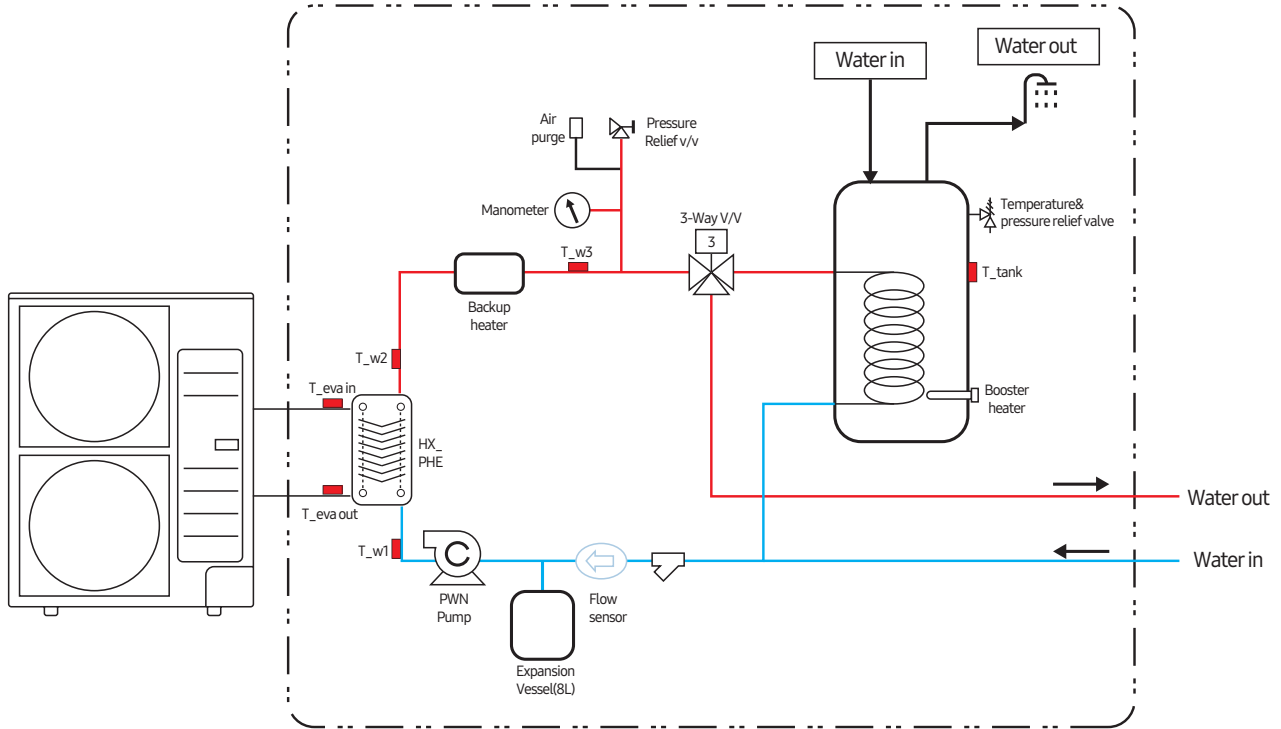 Water in
Water out
Air
purge
Pressure
Relief v/v
Manometer
3-Way V/V
3
Temperature&
pressure relief valve
T_w3
T_tank
Backup
heater
T_w2
T_eva in
Booster
heater
HX_
PHE
T_eva out
Water out
T_w1
Water in
PWN
Pump
Flow
sensor
Expansion
Vessel(8L)